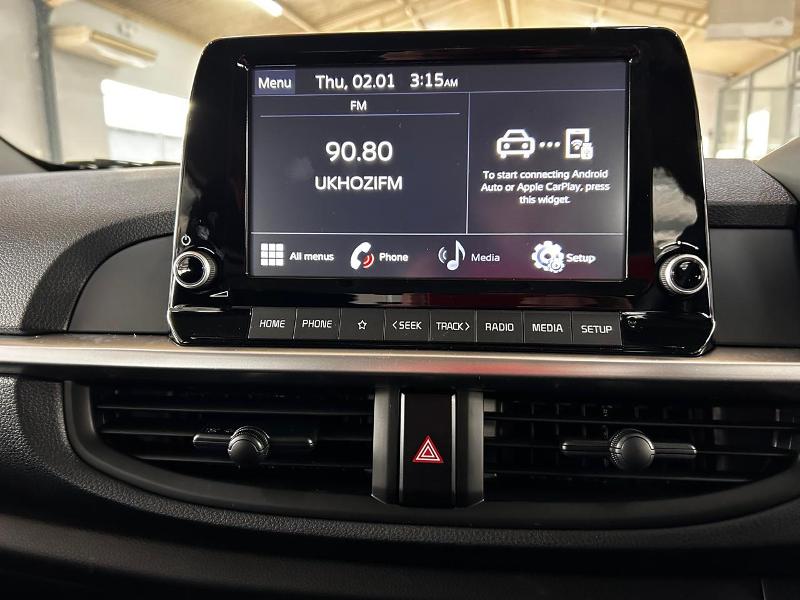 Menu Thu, 02.01 3:15AM
FM
90.80
UKHOZIFM
To start connecting Android
Auto or Apple CarPlay, press
this widget.
All menus Phone Media Setup
HOME PHONE <SEEK TRACK> RADIO MEDIA SETUP